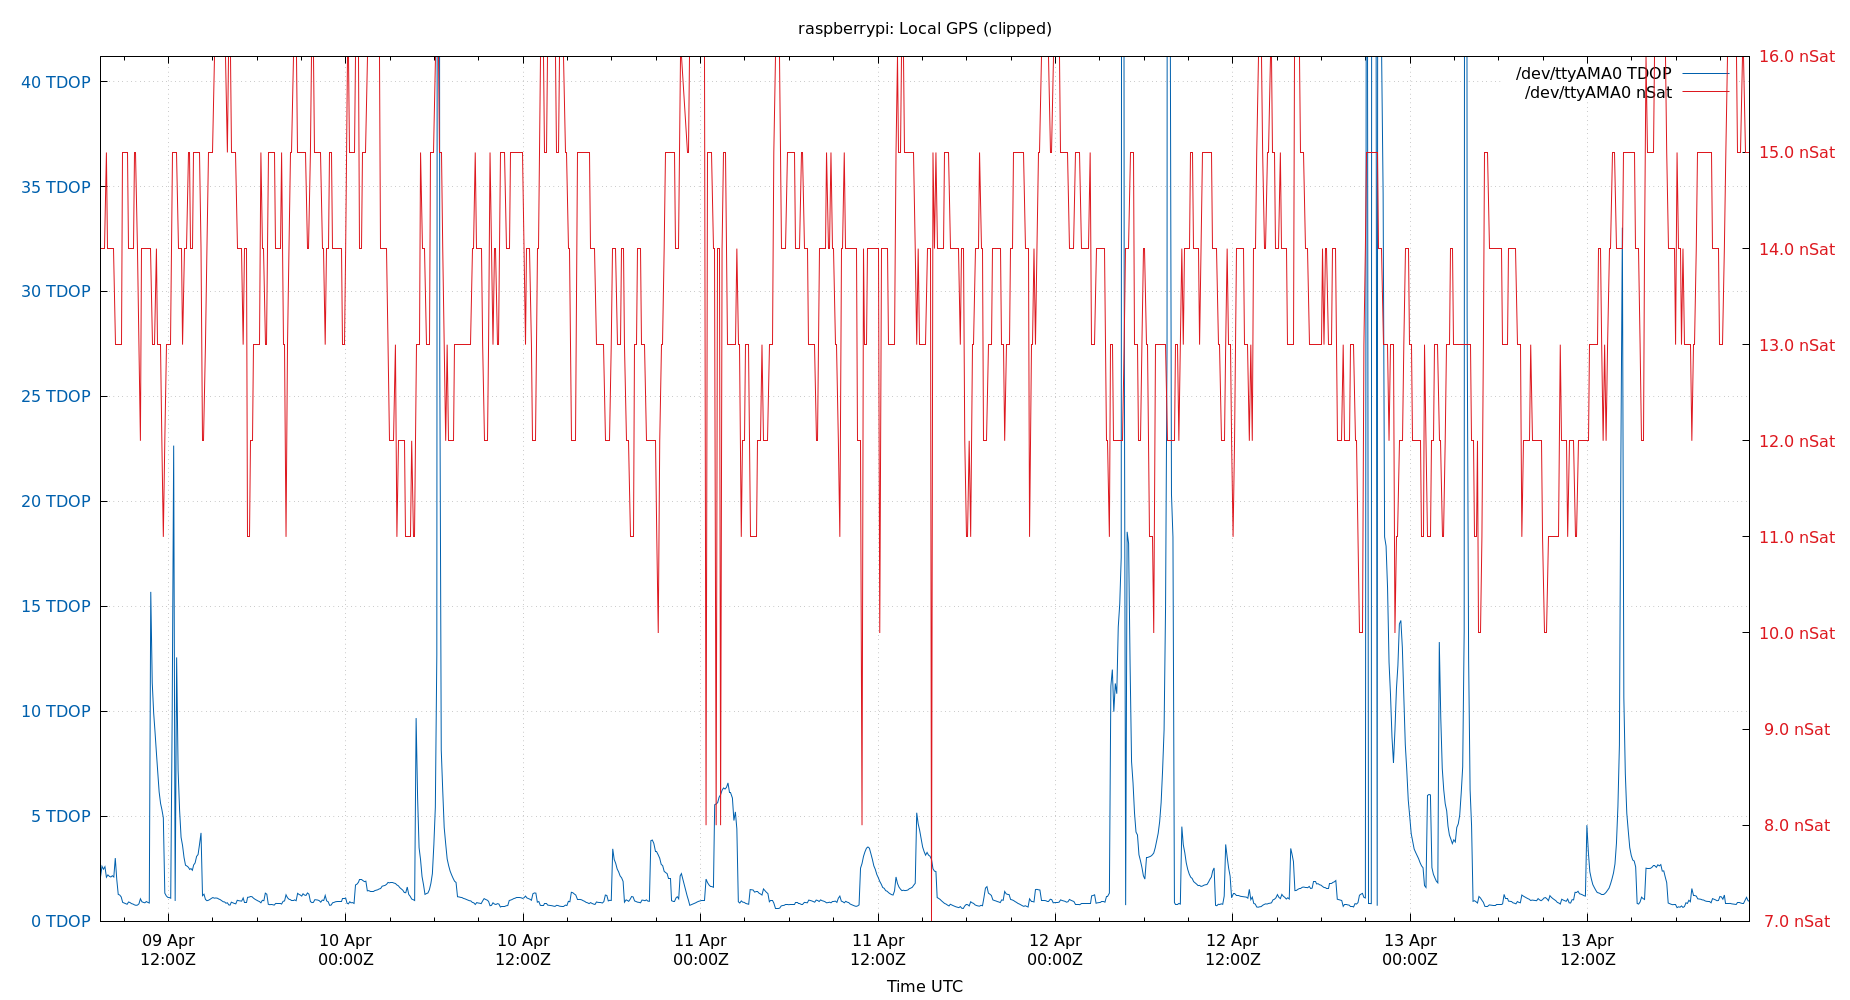 raspberrypi: Local GPS (clipped)
/dev/ttyAMA0 TDOP
/dev/ttyAMA0 nSat
40 TDOP
35 TDOP
30 TDOP
25 TDOP
20 TDOP
15 TDOP
10 TDOP
5 TDOP
0 TDOP
16.0 nSat
15.0 nSat
14.0 nSat
13.0 nSat
12.0 nSat
11.0 nSat
10.0 nSat
9.0 nSat
8.0 nSat
7.0 nSat
09 Apr
12:00Z
10 Apr
00:00Z
10 Apr
12:00Z
11 Apr
00:00Z
11 Apr
12:00Z
12 Apr
00:00Z
12 Apr
12:00Z
13 Apr
00:00Z
13 Apr
12:00Z
Time UTC